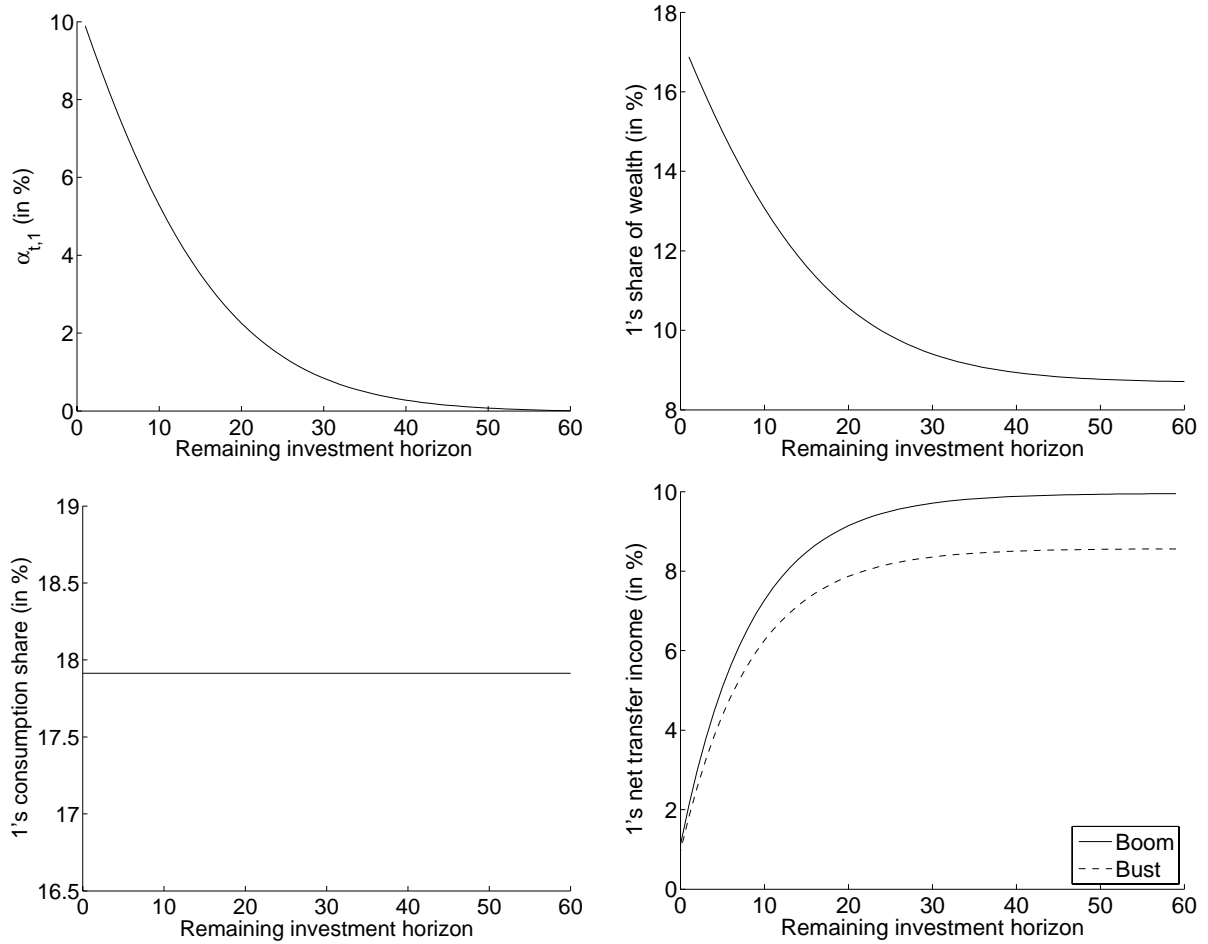 10
8
6
4
2
0
α_{t,1} (in %)
10 20 30 40 50 60
Remaining investment horizon
18
16
14
12
10
8
1's share of wealth (in %)
0 10 20 30 40 50 60
Remaining investment horizon
19
18.5
18
17.5
17
16.5
1's consumption share (in %)
0 10 20 30 40 50 60
Remaining investment horizon
10
8
6
4
2
0
1's net transfer income (in %)
0 10 20 30 40 50 60
Remaining investment horizon
Boom
Bust